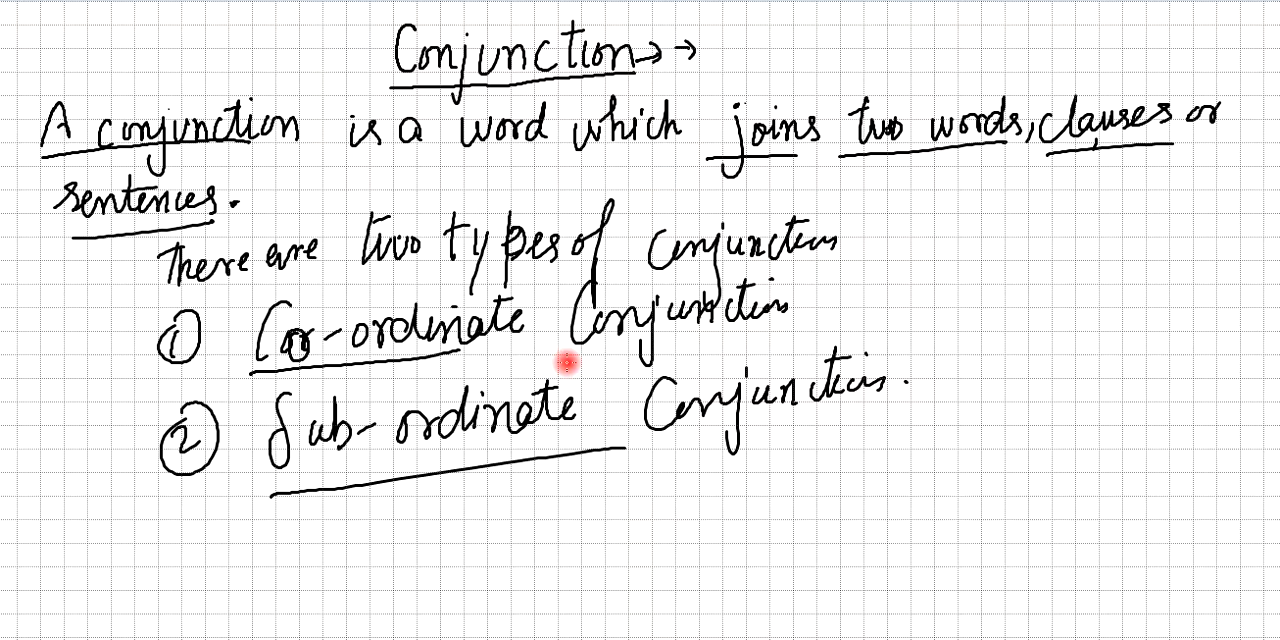 Conjunction →→
A conjunction is a word which joins two words, clauses or
sentences.
There are two types of conjunction
① Co-ordinate Conjunction
② Sub-ordinate Conjunction.